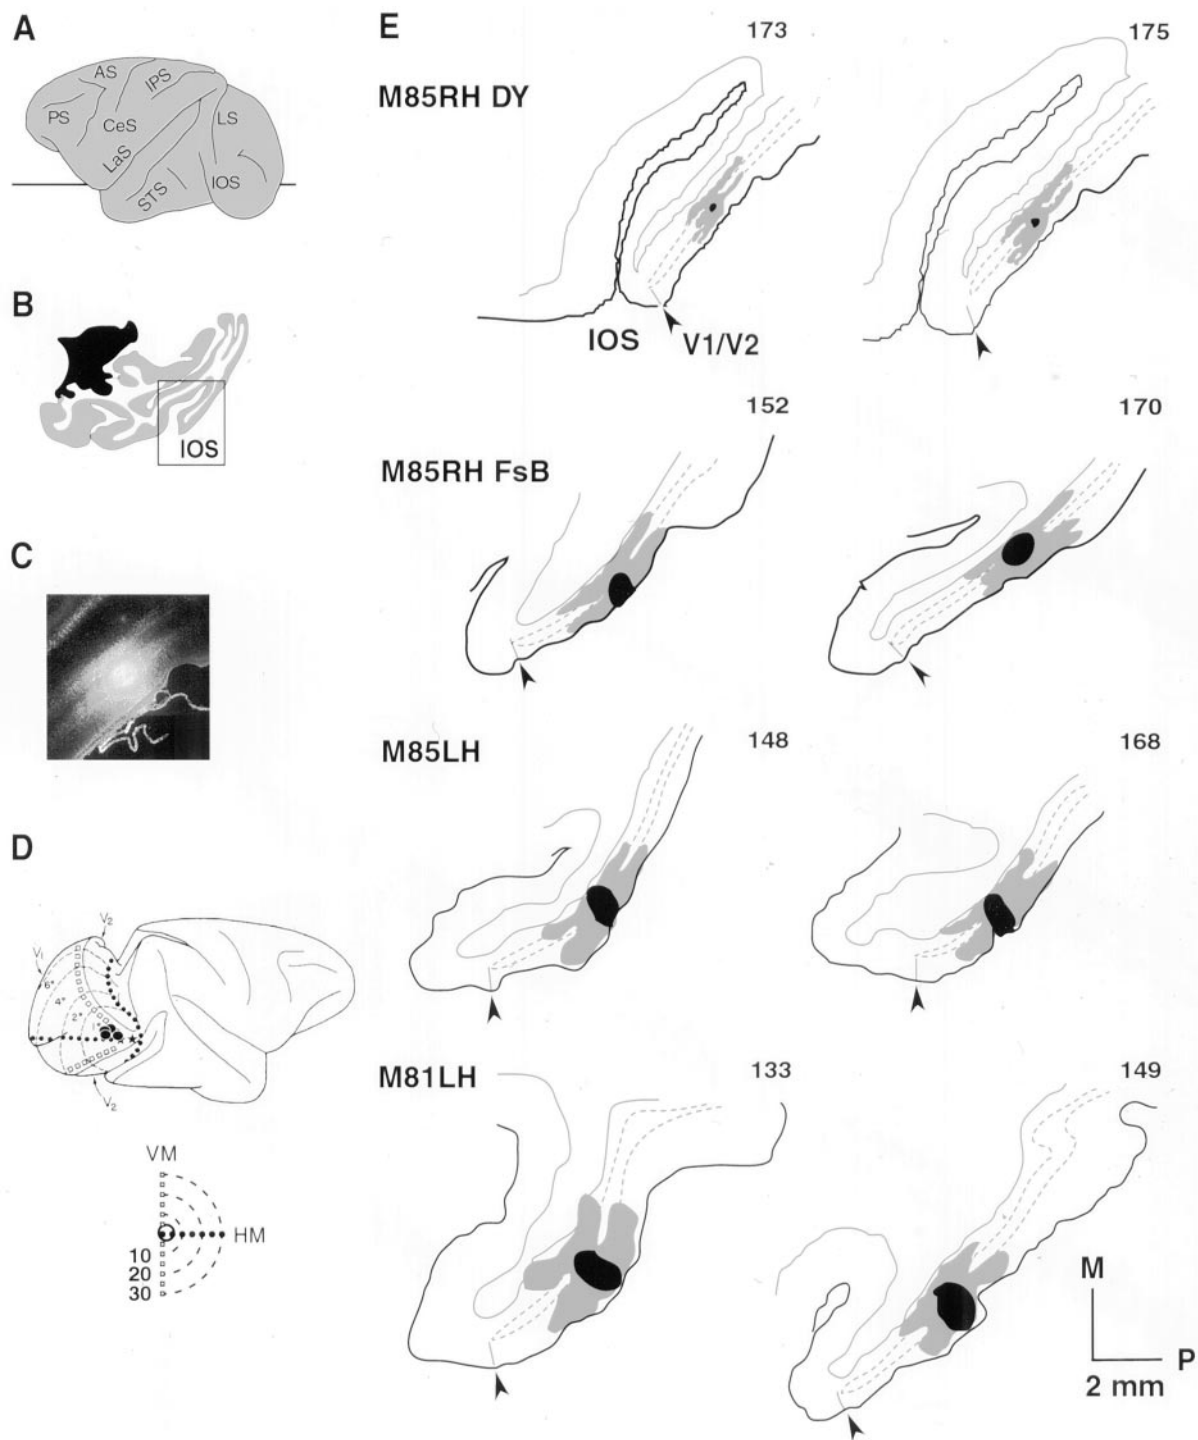 A
AS
IPS
PS
CeS
LS
LaS
STS
IOS
B
IOS
C
D
V2
V1
6°
4°
2°
V2
VM
HM
10
20
30
E
173
175
M85RH DY
IOS
V1/V2
152
170
M85RH FsB
M85LH
148
168
M81LH
133
149
M
P
2 mm